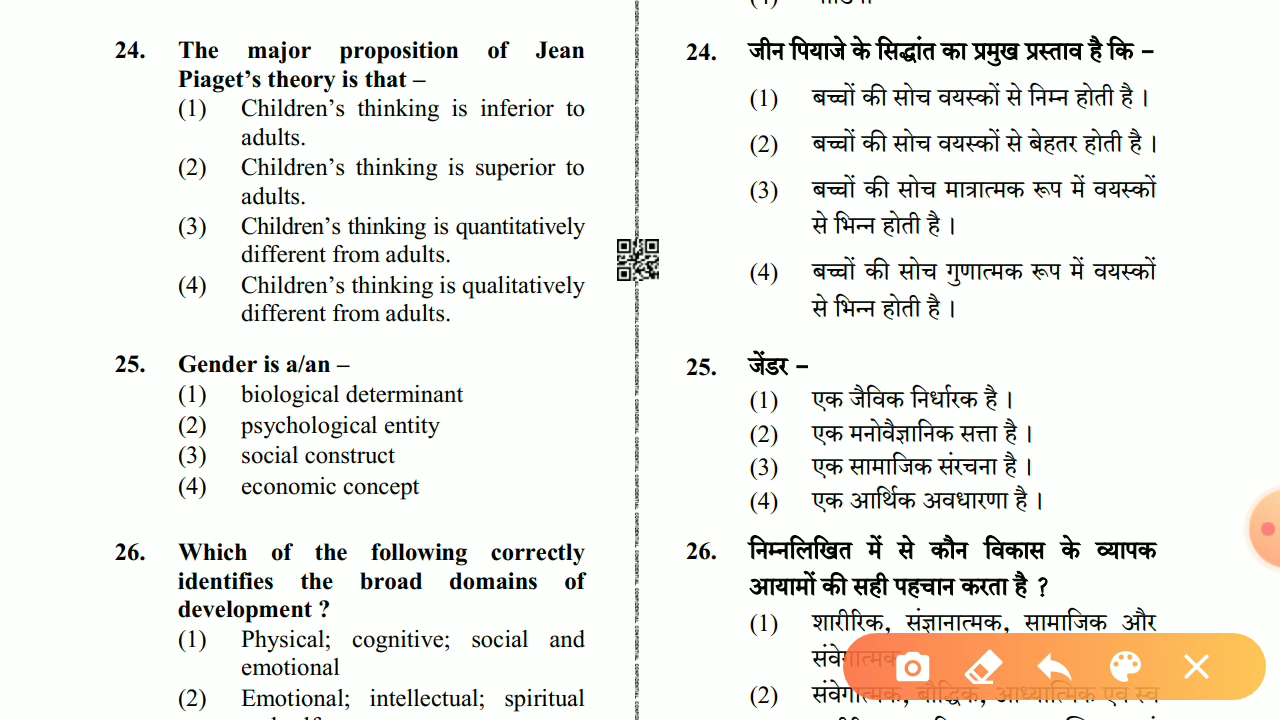 24. The major proposition of Jean
Piaget’s theory is that –
(1) Children’s thinking is inferior to
adults.
(2) Children’s thinking is superior to
adults.
(3) Children’s thinking is quantitatively
different from adults.
(4) Children’s thinking is qualitatively
different from adults.
25. Gender is a/an –
(1) biological determinant
(2) psychological entity
(3) social construct
(4) economic concept
26. Which of the following correctly
identifies the broad domains of
development ?
(1) Physical; cognitive; social and
emotional
(2) Emotional; intellectual; spiritual
24. जीन पियाजे के सिद्धांत का प्रमुख प्रस्ताव है कि –
(1) बच्चों की सोच वयस्कों से निम्न होती है ।
(2) बच्चों की सोच वयस्कों से बेहतर होती है ।
(3) बच्चों की सोच मात्रात्मक रूप में वयस्कों
से भिन्न होती है ।
(4) बच्चों की सोच गुणात्मक रूप में वयस्कों
से भिन्न होती है ।
25. जेंडर –
(1) एक जैविक निर्धारक है ।
(2) एक मनोवैज्ञानिक सत्ता है ।
(3) एक सामाजिक संरचना है ।
(4) एक आर्थिक अवधारणा है ।
26. निम्नलिखित में से कौन विकास के व्यापक
आयामों की सही पहचान करता है ?
(1) शारीरिक, संज्ञानात्मक, सामाजिक और
संवेगात्मक
(2) संवेगात्मक, बौद्धिक, आध्यात्मिक एवं स्व